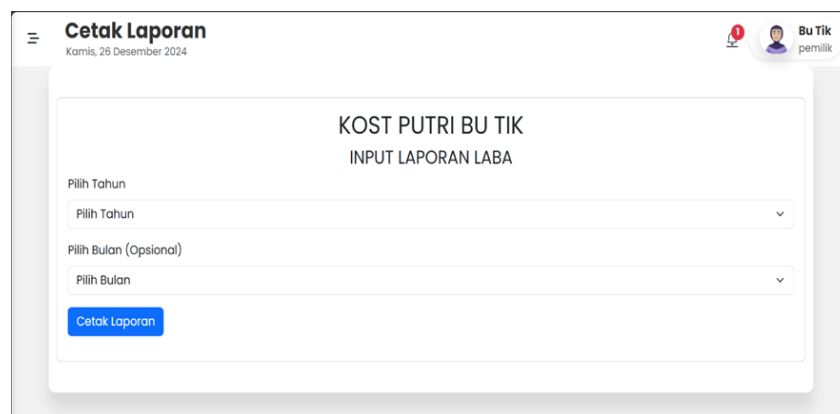 Cetak Laporan
Kamis, 26 Desember 2024
1
Bu Tik
pemilik
KOST PUTRI BU TIK
INPUT LAPORAN LABA
Pilih Tahun
Pilih Tahun
Pilih Bulan (Opsional)
Pilih Bulan
Cetak Laporan